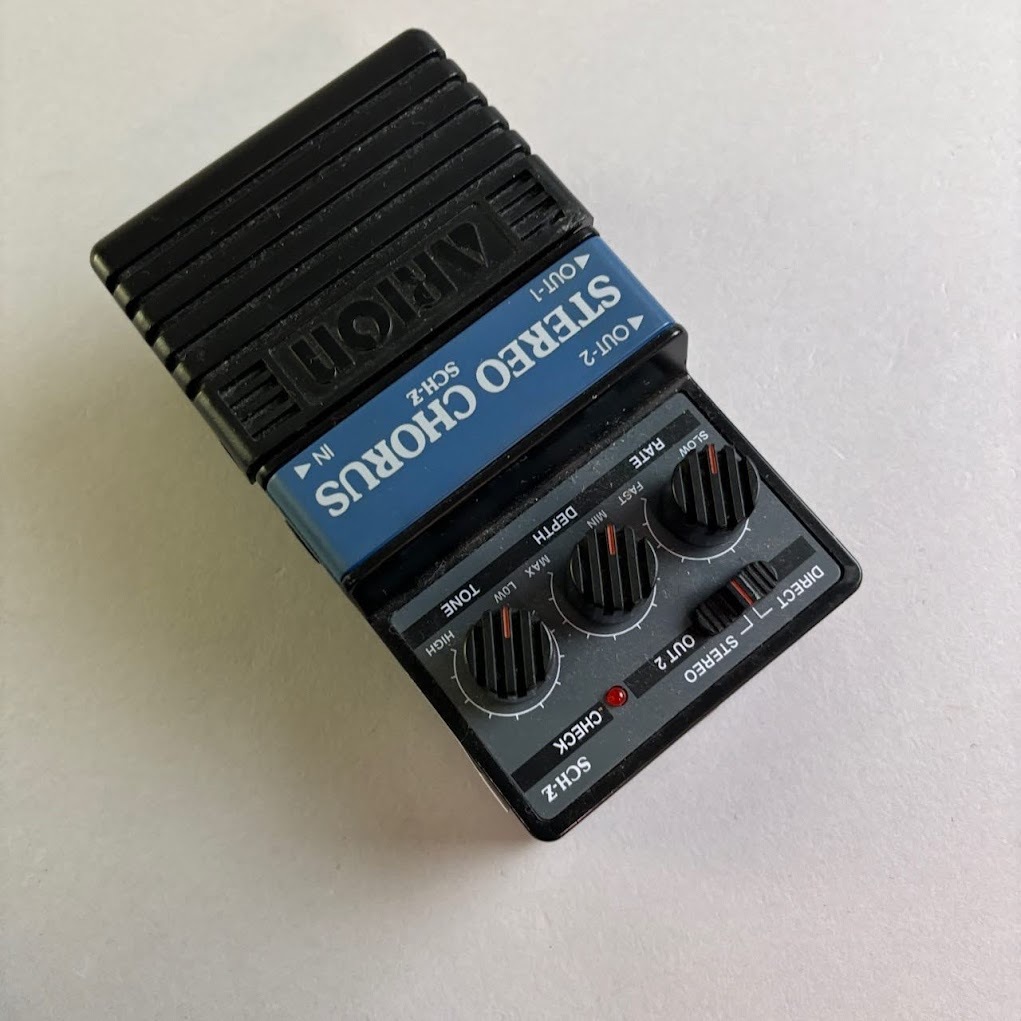 SCH-Z
CHECK
DIRECT
STEREO
OUT 2
TONE
DEPTH
RATE
LOW
HIGH
MIN
MAX
SLOW
FAST
STEREO CHORUS
SCH-Z
IN
OUT-2
OUT-1
ARION